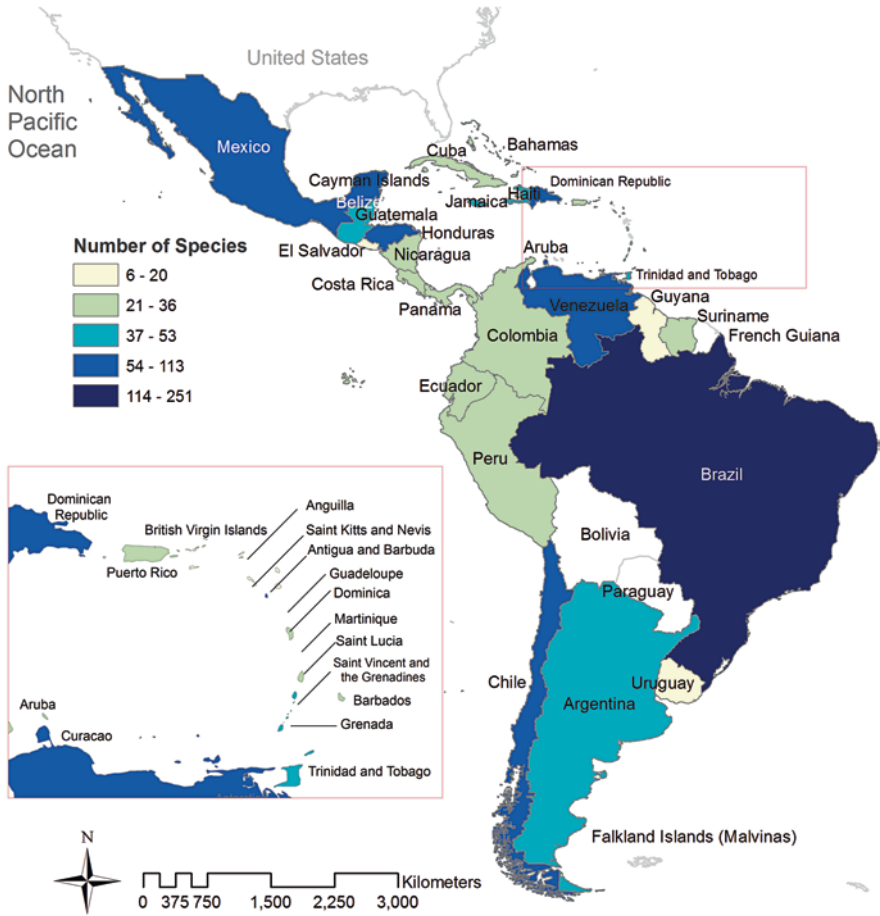 United States
North
Pacific
Ocean
Mexico
Cuba
Bahamas
Cayman Islands
Belize
Jamaica
Haiti
Dominican Republic
Guatemala
Honduras
El Salvador
Nicaragua
Aruba
Costa Rica
Trinidad and Tobago
Panama
Venezuela
Guyana
Suriname
French Guiana
Colombia
Ecuador
Peru
Brazil
Bolivia
Paraguay
Chile
Uruguay
Argentina
Falkland Islands (Malvinas)
Number of Species
6 - 20
21 - 36
37 - 53
54 - 113
114 - 251
Dominican
Republic
British Virgin Islands
Puerto Rico
Anguilla
Saint Kitts and Nevis
Antigua and Barbuda
Guadeloupe
Dominica
Martinique
Saint Lucia
Saint Vincent and
the Grenadines
Barbados
Grenada
Aruba
Curacao
Trinidad and Tobago
N
Kilometers
0 375 750 1,500 2,250 3,000